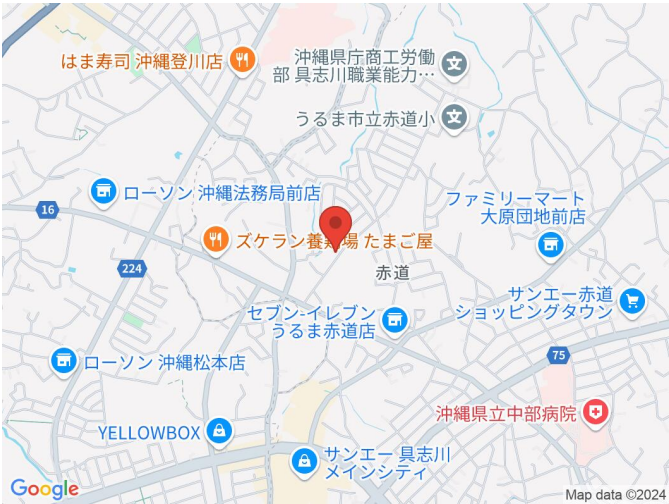 はま寿司 沖縄登川店
沖縄県庁商工労働
部 具志川職業能力…
うるま市立赤道小
ローソン 沖縄法務局前店
ファミリーマート
大原団地前店
16
ズケラン養鶏場 たまご屋
224
赤道
サンエー赤道
ショッピングタウン
セブン-イレブン
うるま赤道店
75
ローソン 沖縄松本店
沖縄県立中部病院
YELLOWBOX
サンエー 具志川
メインシティ
Google
Map data ©2024